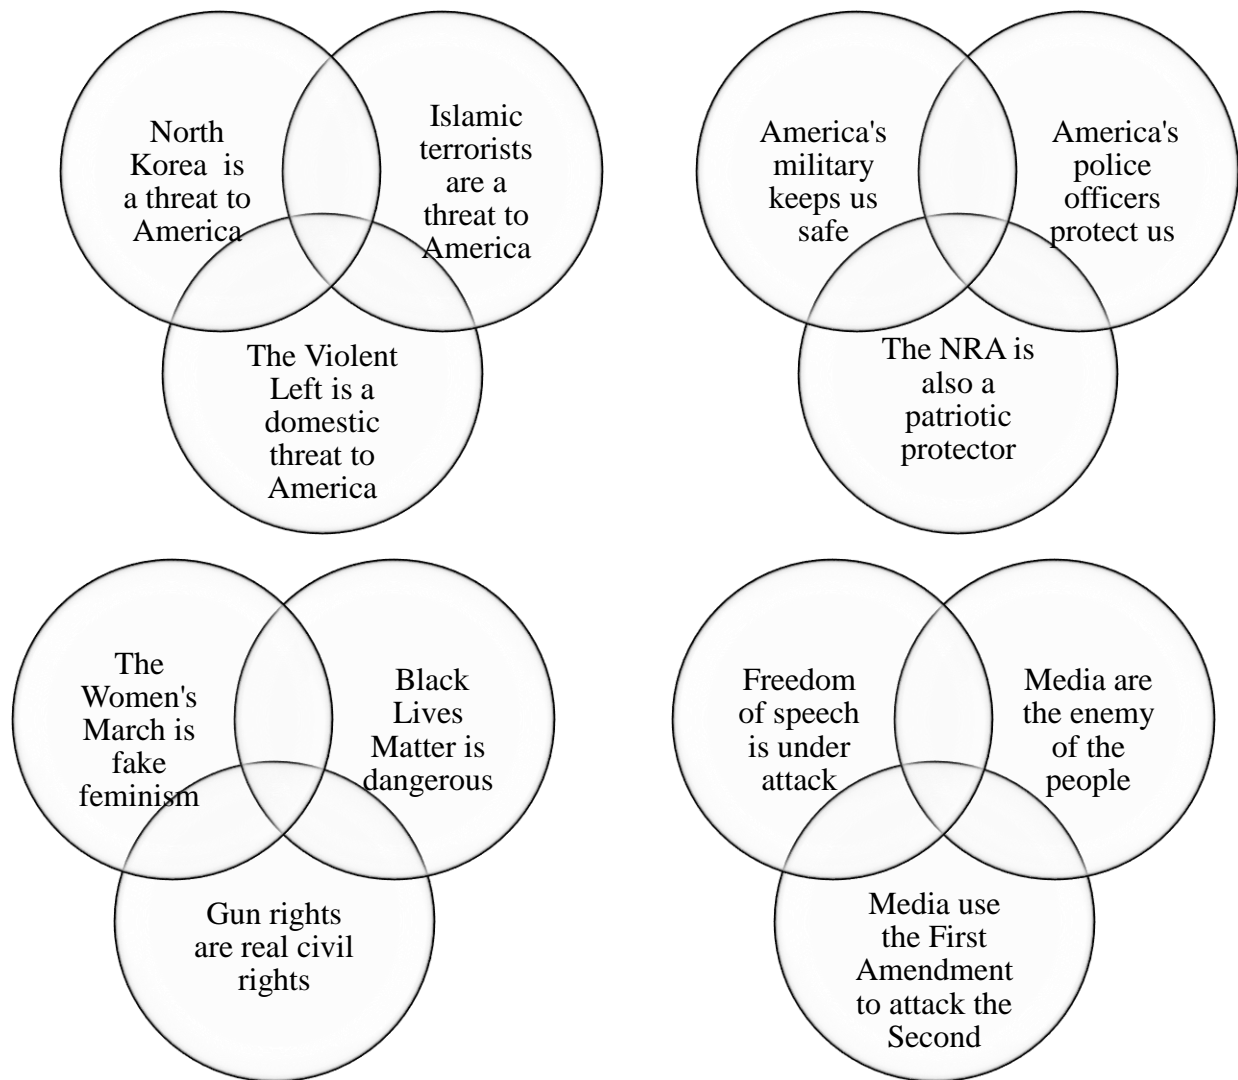 North
Korea  is
a threat to
America
Islamic
terrorists
are a
threat to
America
The Violent
Left is a
domestic
threat to
America
America's
military
keeps us
safe
America's
police
officers
protect us
The NRA is
also a
patriotic
protector
The
Women's
March is
fake
feminism
Black
Lives
Matter is
dangerous
Gun rights
are real civil
rights
Freedom
of speech
is under
attack
Media are
the enemy
of the
people
Media use
the First
Amendment
to attack the
Second